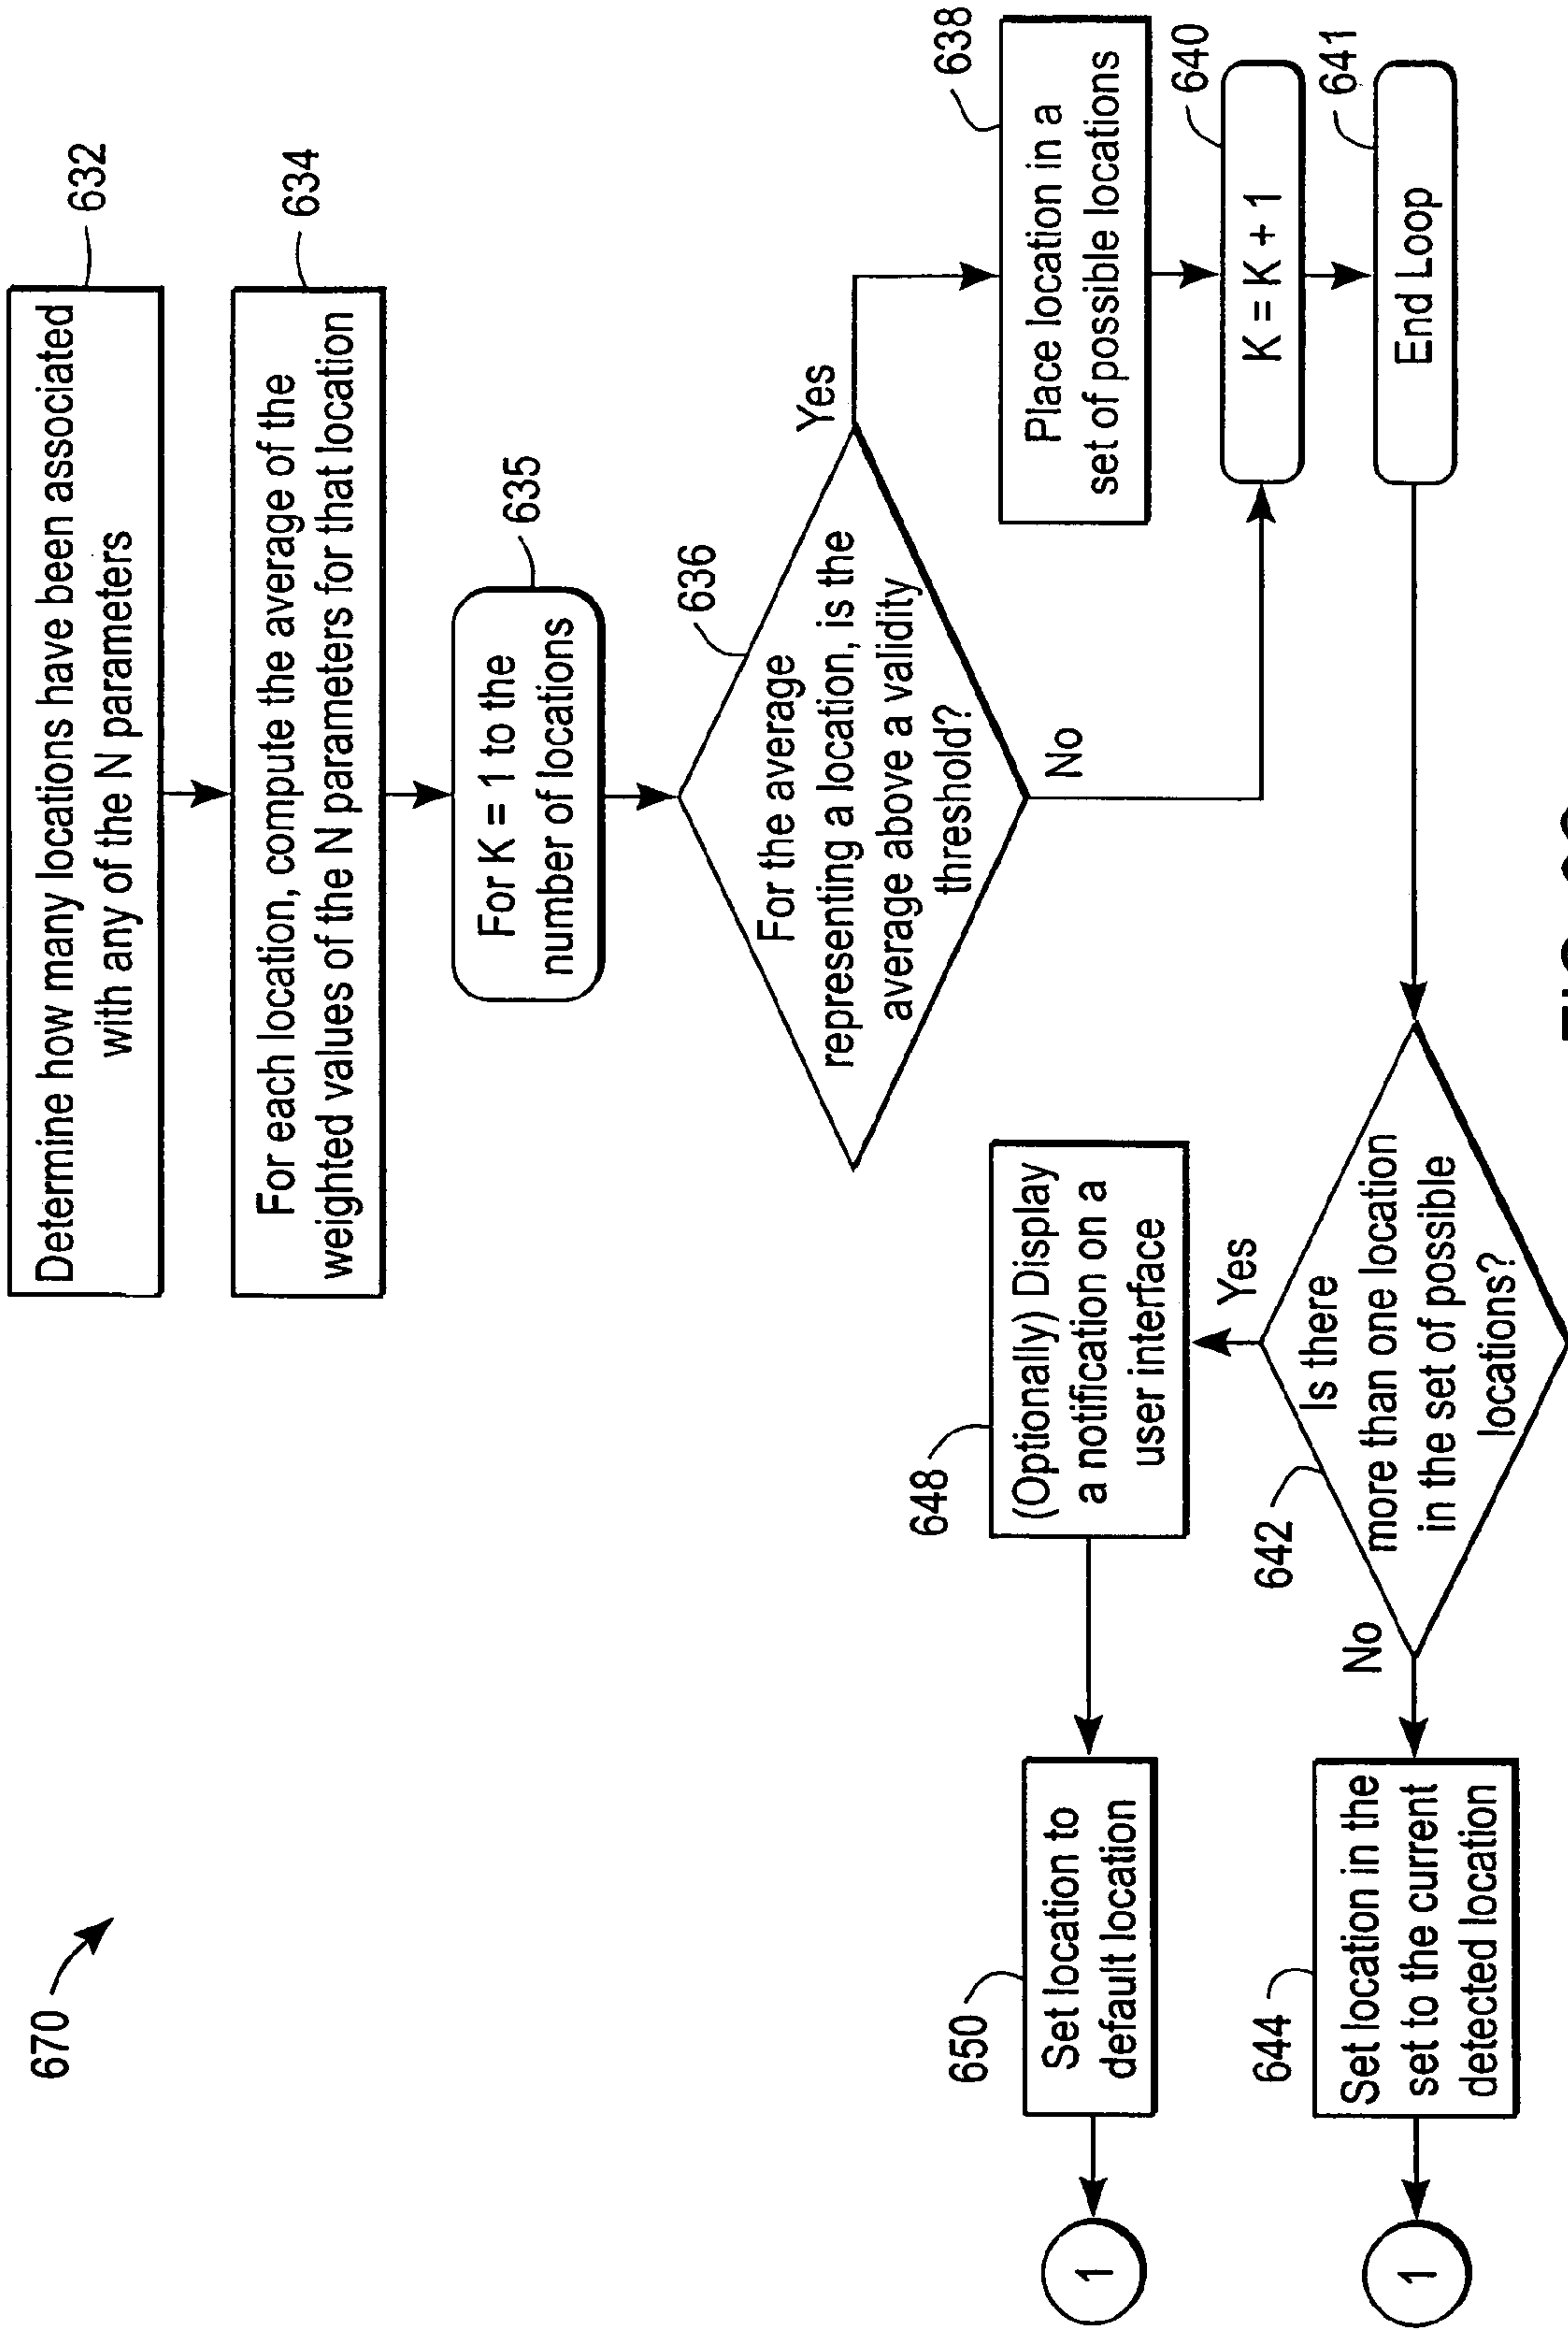 670
632
Determine how many locations have been associated
with any of the N parameters
634
For each location, compute the average of the
weighted values of the N parameters for that location
635
For K = 1 to the
number of locations
636
For the average
representing a location, is the
average above a validity
threshold?
Yes
No
638
Place location in a
set of possible locations
640
K = K + 1
641
End Loop
642
Is there
more than one location
in the set of possible
locations?
Yes
No
648
(Optionally) Display
a notification on a
user interface
650
Set location to
default location
1
644
Set location in the
set to the current
detected location
1